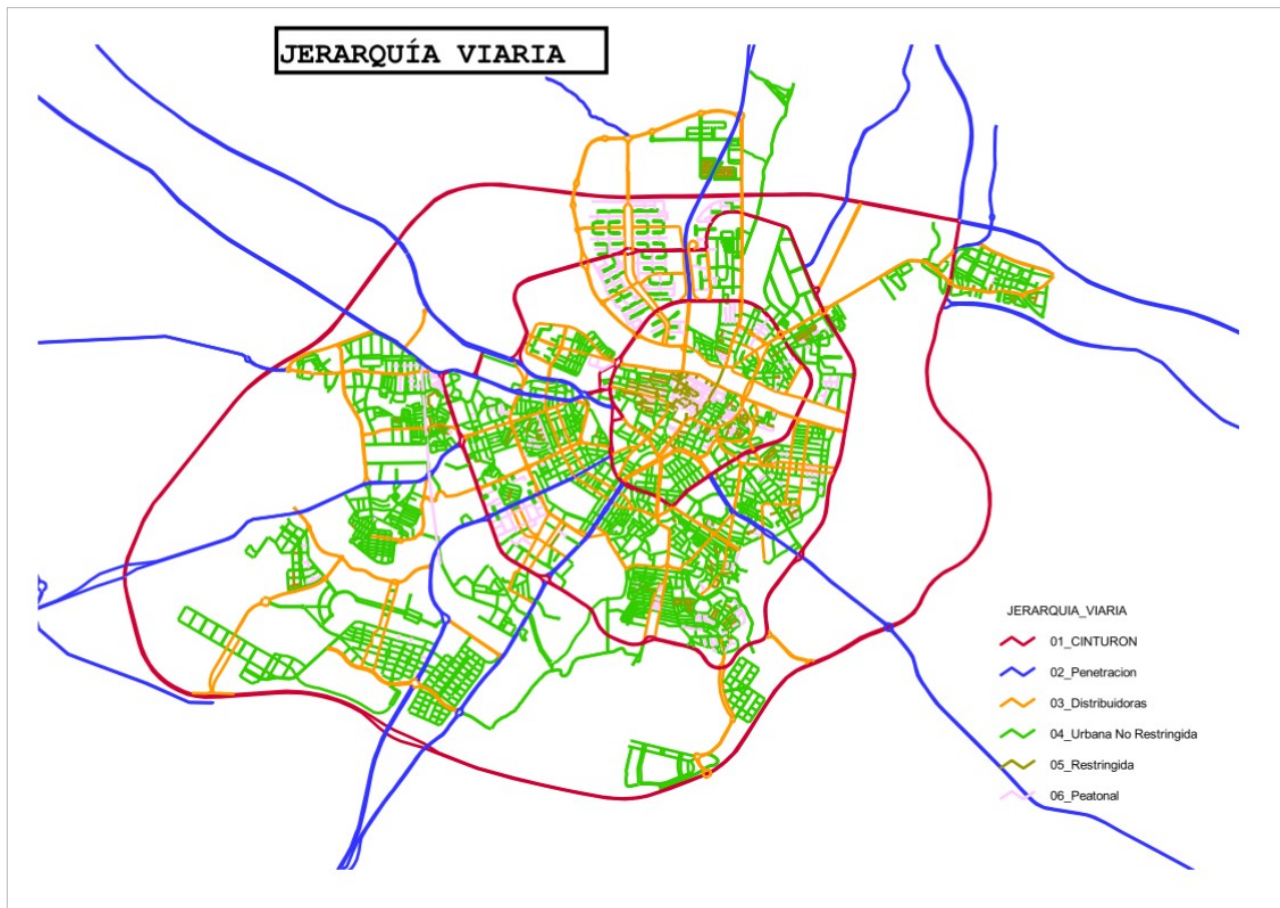 JERARQUÍA VIARIA
JERARQUIA_VIARIA
01_CINTURON
02_Penetracion
03_Distribuidoras
04_Urbana No Restringida
05_Restringida
06_Peatonal